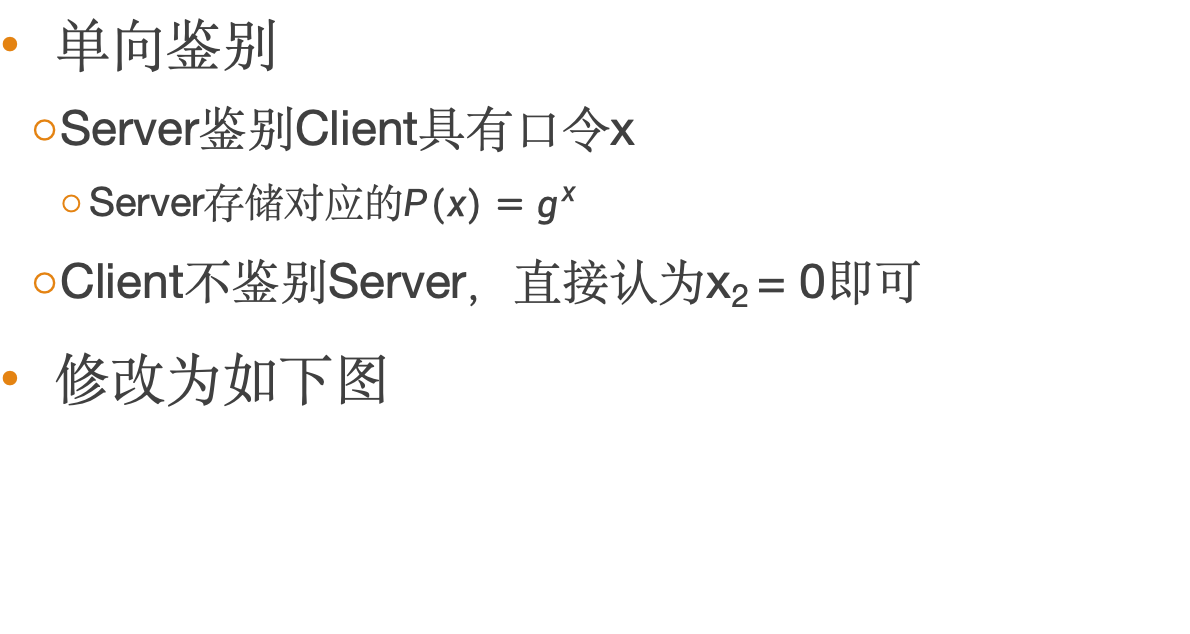 • 单向鉴别
○Server鉴别Client具有口令x
○ Server存储对应的P(x) = gˣ
○Client不鉴别Server，直接认为x₂ = 0即可
• 修改为如下图